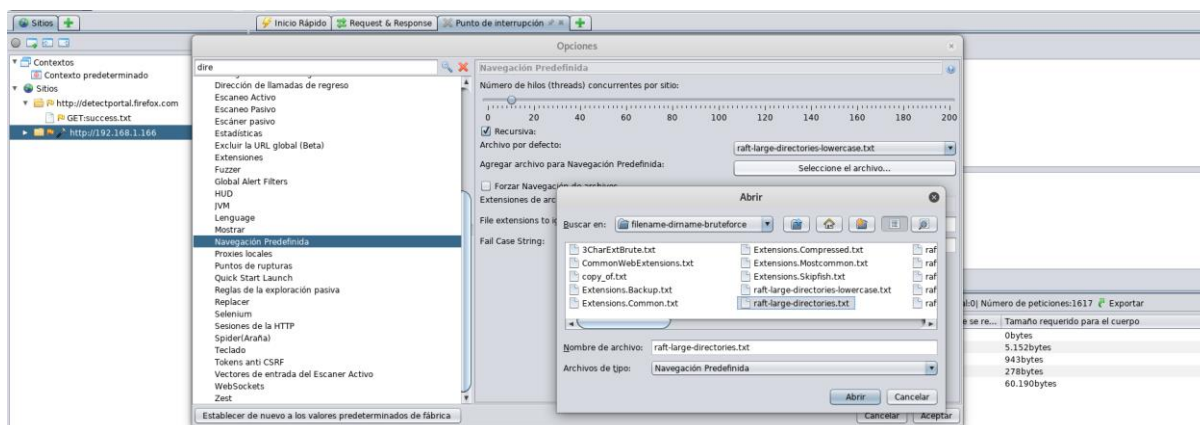 Sitios
Inicio Rápido
Request & Response
Punto de interrupción
Contextos
Contexto predeterminado
Sitios
http://detectportal.firefox.com
GET:success.txt
http://192.168.1.166
Opciones
dire
Dirección de llamadas de regreso
Escaneo Activo
Escaneo Pasivo
Escáner pasivo
Estadísticas
Excluir la URL global (Beta)
Extensiones
Fuzzer
Global Alert Filters
HUD
JVM
Lenguage
Mostrar
Navegación Predefinida
Proxies locales
Puntos de rupturas
Quick Start Launch
Reglas de la exploración pasiva
Replacer
Selenium
Sesiones de la HTTP
Spider(Araña)
Teclado
Tokens anti CSRF
Vectores de entrada del Escaner Activo
WebSockets
Zest
Establecer de nuevo a los valores predeterminados de fábrica
Navegación Predefinida
Número de hilos (threads) concurrentes por sitio:
0 20 40 60 80 100 120 140 160 180 200
Recursiva:
Archivo por defecto:
raft-large-directories-lowercase.txt
Agregar archivo para Navegación Predefinida:
Seleccione el archivo...
Forzar Navegación de archivos
Extensiones de arc
File extensions to ig
Fail Case String:
Abrir
Buscar en:
filename-dirname-bruteforce
3CharExtBrute.txt
CommonWebExtensions.txt
copy_of.txt
Extensions.Backup.txt
Extensions.Common.txt
Extensions.Compressed.txt
Extensions.Mostcommon.txt
Extensions.Skipfish.txt
raft-large-directories-lowercase.txt
raft-large-directories.txt
raf
raf
raf
raf
raf
Nombre de archivo:
raft-large-directories.txt
Archivos de tipo:
Navegación Predefinida
Abrir
Cancelar
Cancelar
Aceptar
Número de peticiones:1617
Exportar
e se re...
Tamaño requerido para el cuerpo
0bytes
5.152bytes
943bytes
278bytes
60.190bytes